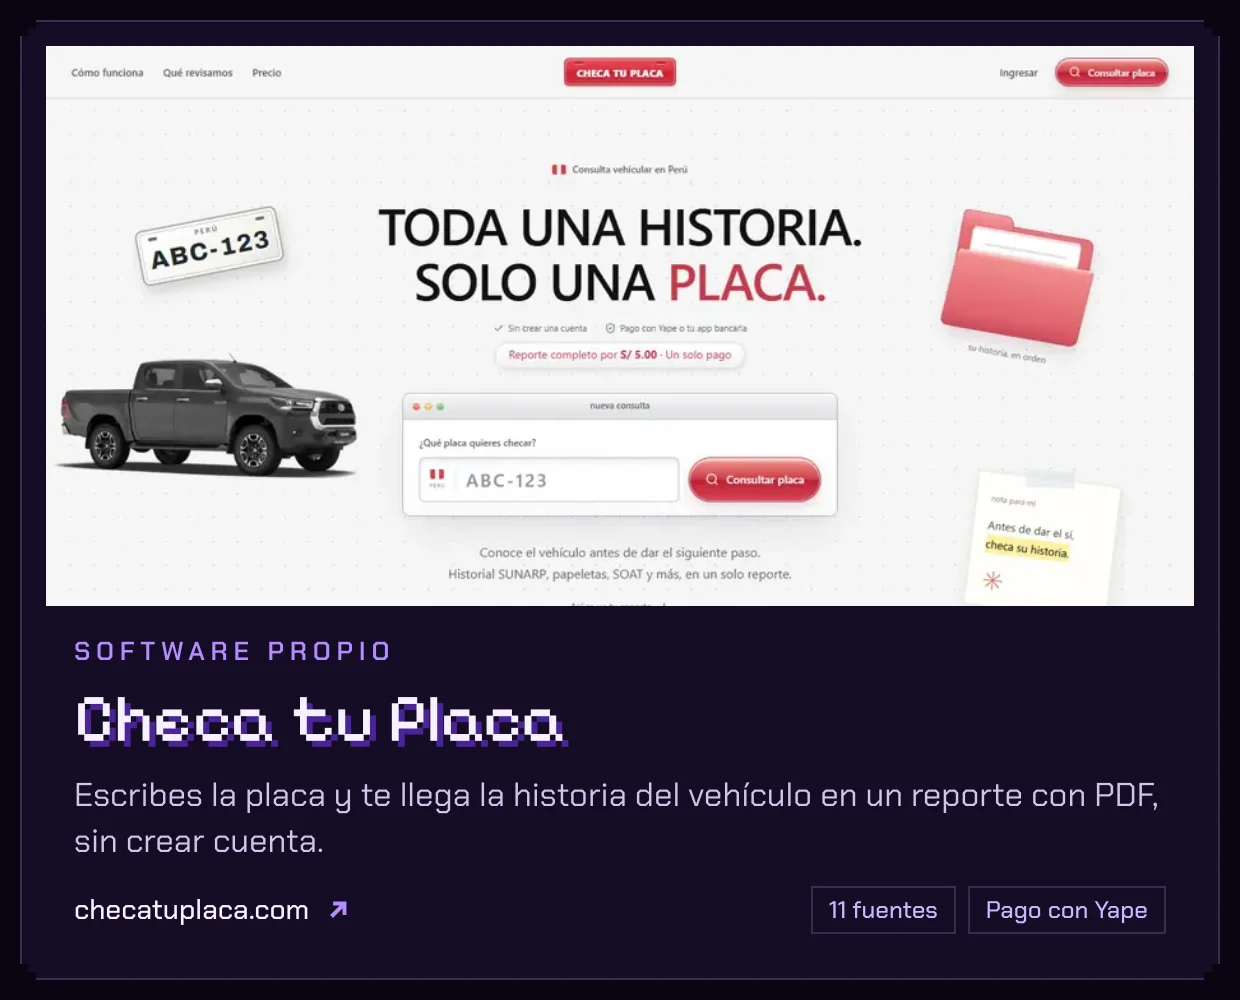 Cómo funciona Qué revisamos Precio CHECA TU PLACA Ingresar Consultar placa
Consulta vehicular en Perú
TODA UNA HISTORIA.
SOLO UNA PLACA.
PERÚ
ABC-123
Sin crear una cuenta Pago con Yape o tu app bancaria
Reporte completo por S/ 5.00 · Un solo pago
su historia, en orden
nueva consulta
¿Qué placa quieres checar?
PERÚ
ABC-123
Consultar placa
nota para mí
Antes de dar el sí,
checa su historia.
Conoce el vehículo antes de dar el siguiente paso.
Historial SUNARP, papeletas, SOAT y más, en un solo reporte.
SOFTWARE PROPIO
Checa tu Placa
Escribes la placa y te llega la historia del vehículo en un reporte con PDF,
sin crear cuenta.
checatuplaca.com
11 fuentes
Pago con Yape